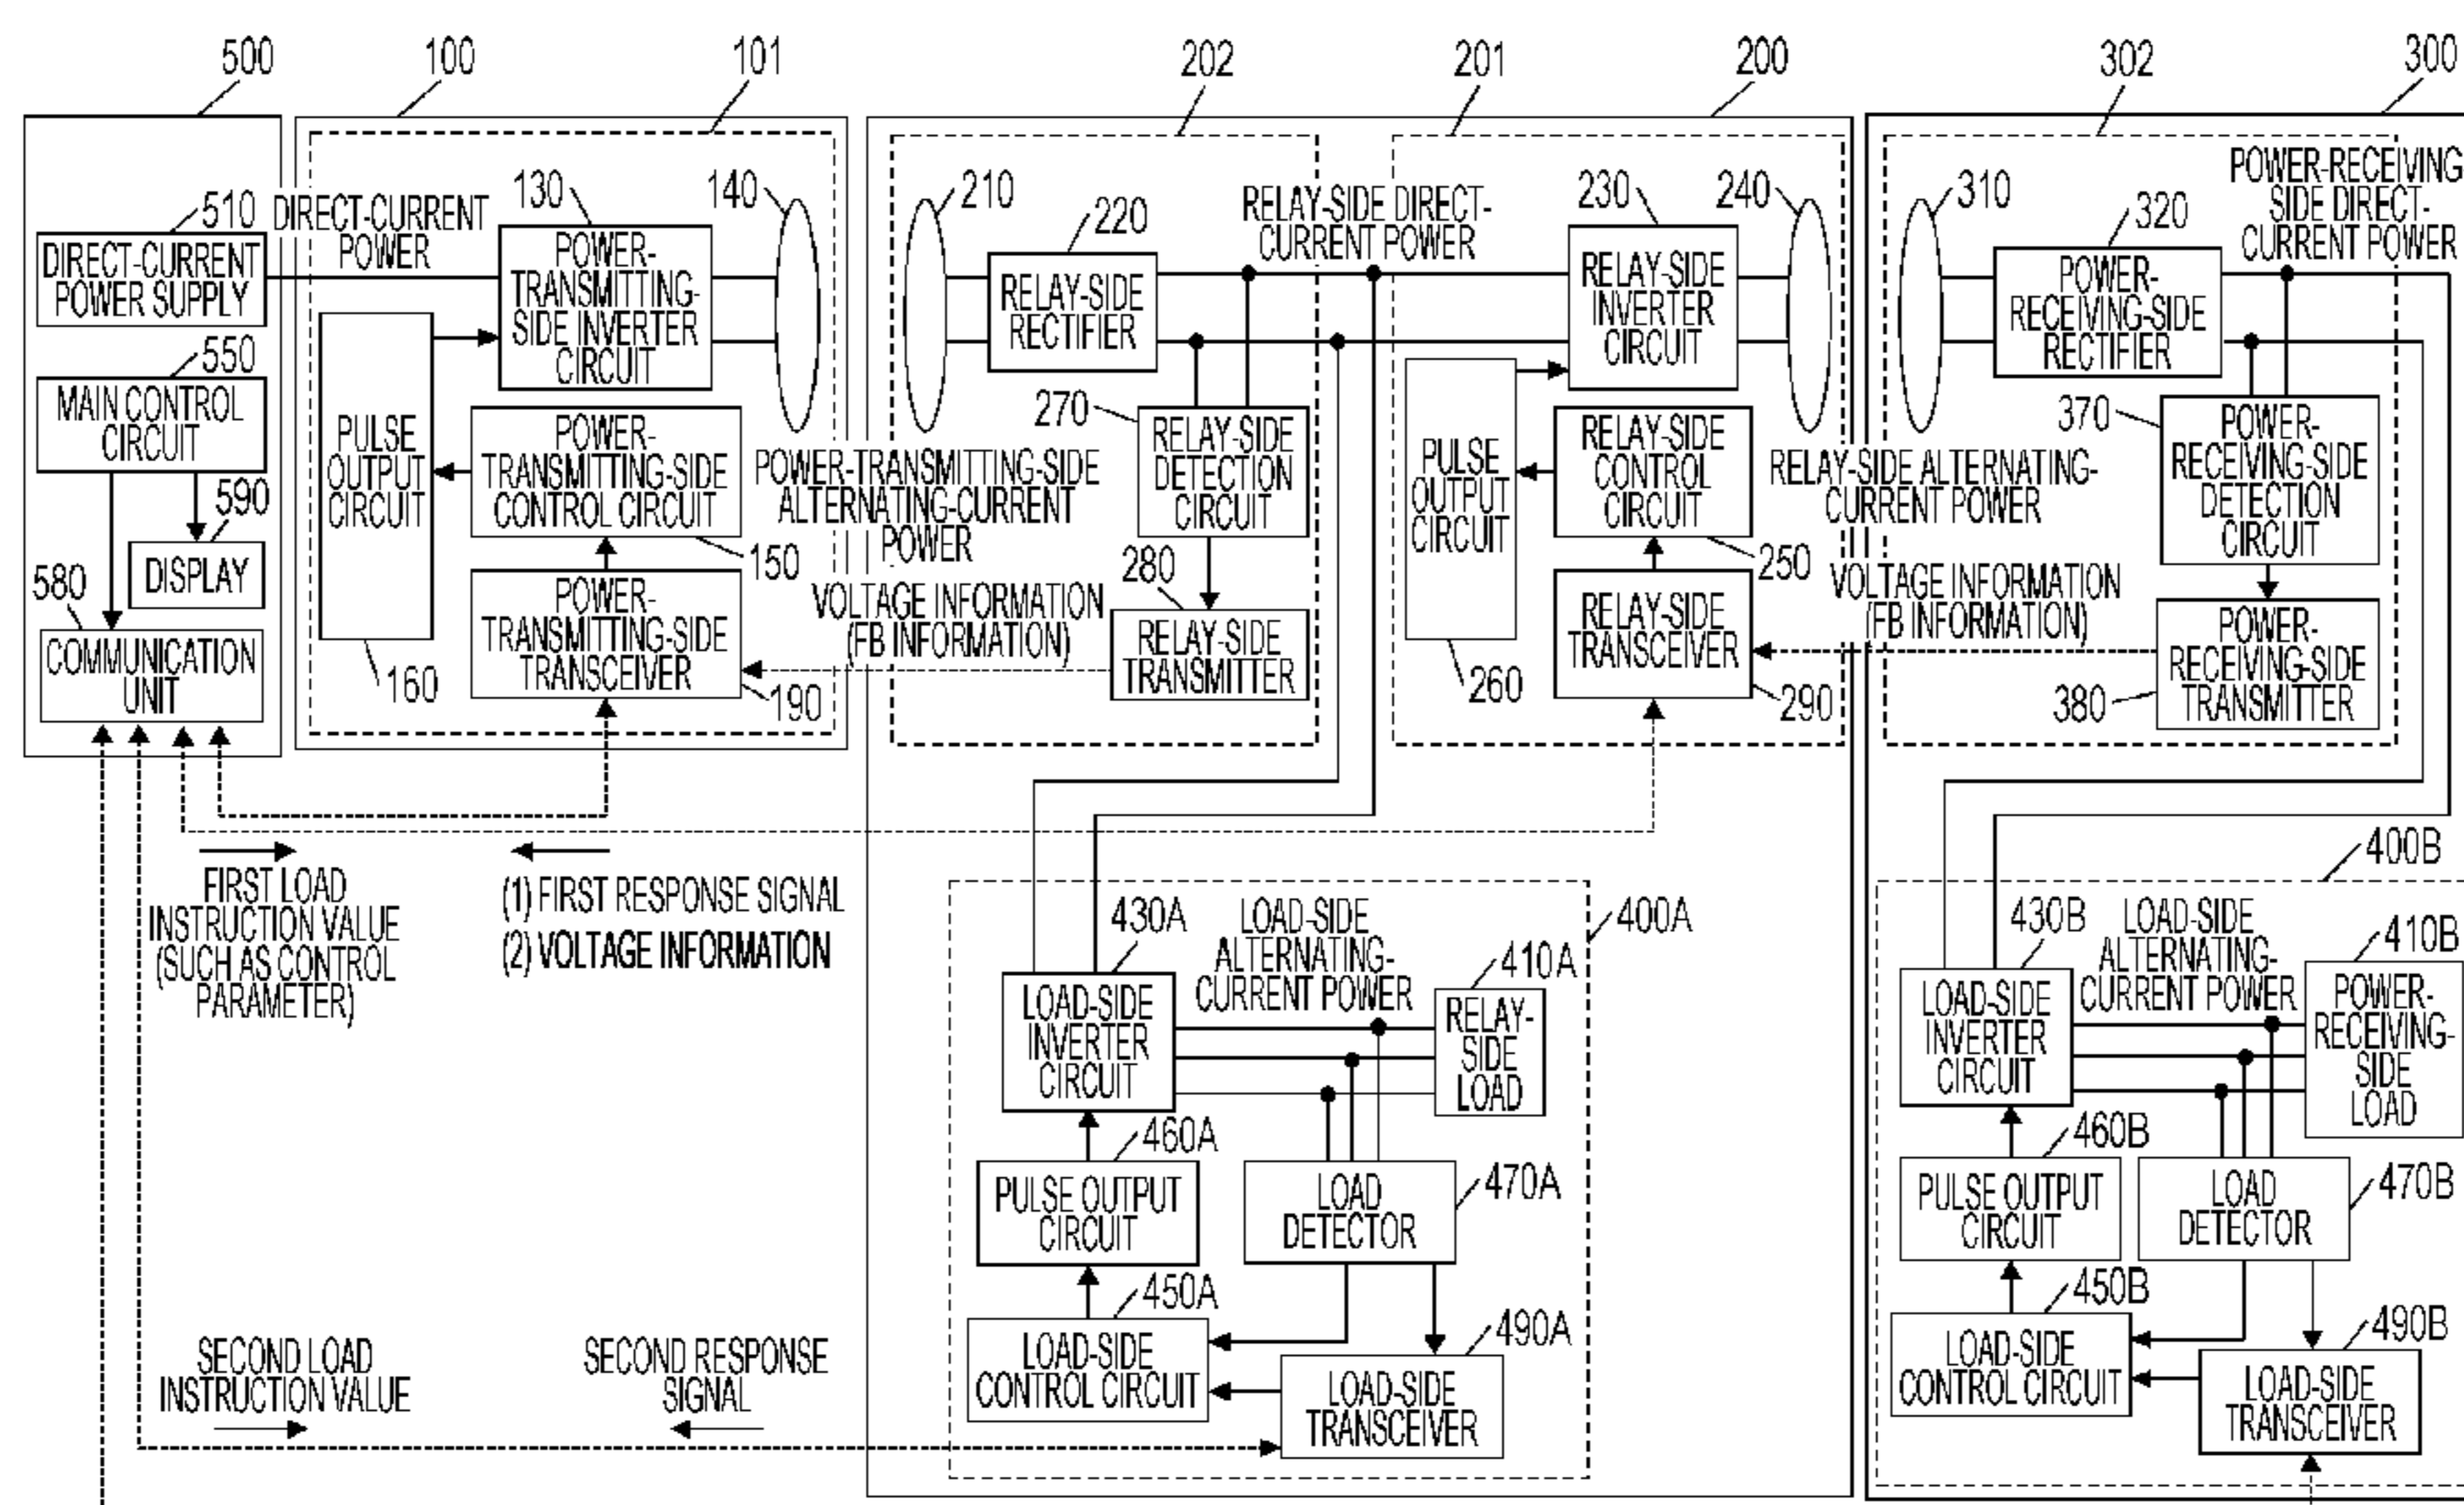 500
100
101
202
201
200
302
300
510
DIRECT-CURRENT
POWER SUPPLY
550
MAIN CONTROL
CIRCUIT
590
DISPLAY
580
COMMUNICATION
UNIT
DIRECT-CURRENT
POWER
130
POWER-
TRANSMITTING-
SIDE INVERTER
CIRCUIT
140
PULSE
OUTPUT
CIRCUIT
160
POWER-
TRANSMITTING-SIDE
CONTROL CIRCUIT
150
POWER-
TRANSMITTING-SIDE
TRANSCEIVER
190
POWER-TRANSMITTING-SIDE
ALTERNATING-CURRENT
POWER
VOLTAGE INFORMATION
(FB INFORMATION)
210
220
RELAY-SIDE
RECTIFIER
RELAY-SIDE DIRECT-
CURRENT POWER
270
RELAY-SIDE
DETECTION
CIRCUIT
280
RELAY-SIDE
TRANSMITTER
230
RELAY-SIDE
INVERTER
CIRCUIT
240
PULSE
OUTPUT
CIRCUIT
260
RELAY-SIDE
CONTROL
CIRCUIT
250
RELAY-SIDE
TRANSCEIVER
290
RELAY-SIDE ALTERNATING-
CURRENT POWER
VOLTAGE INFORMATION
(FB INFORMATION)
310
320
POWER-
RECEIVING-SIDE
RECTIFIER
POWER-RECEIVING
SIDE DIRECT-
CURRENT POWER
370
POWER-
RECEIVING-SIDE
DETECTION
CIRCUIT
380
POWER-
RECEIVING-SIDE
TRANSMITTER
FIRST LOAD
INSTRUCTION VALUE
(SUCH AS CONTROL
PARAMETER)
(1) FIRST RESPONSE SIGNAL
(2) VOLTAGE INFORMATION
SECOND LOAD
INSTRUCTION VALUE
SECOND RESPONSE
SIGNAL
400A
430A
LOAD-SIDE
INVERTER
CIRCUIT
LOAD-SIDE
ALTERNATING-
CURRENT POWER
410A
RELAY-
SIDE
LOAD
460A
PULSE OUTPUT
CIRCUIT
470A
LOAD
DETECTOR
450A
LOAD-SIDE
CONTROL CIRCUIT
490A
LOAD-SIDE
TRANSCEIVER
400B
430B
LOAD-SIDE
INVERTER
CIRCUIT
LOAD-SIDE
ALTERNATING-
CURRENT POWER
410B
POWER-
RECEIVING-
SIDE
LOAD
460B
PULSE OUTPUT
CIRCUIT
470B
LOAD
DETECTOR
450B
LOAD-SIDE
CONTROL CIRCUIT
490B
LOAD-SIDE
TRANSCEIVER